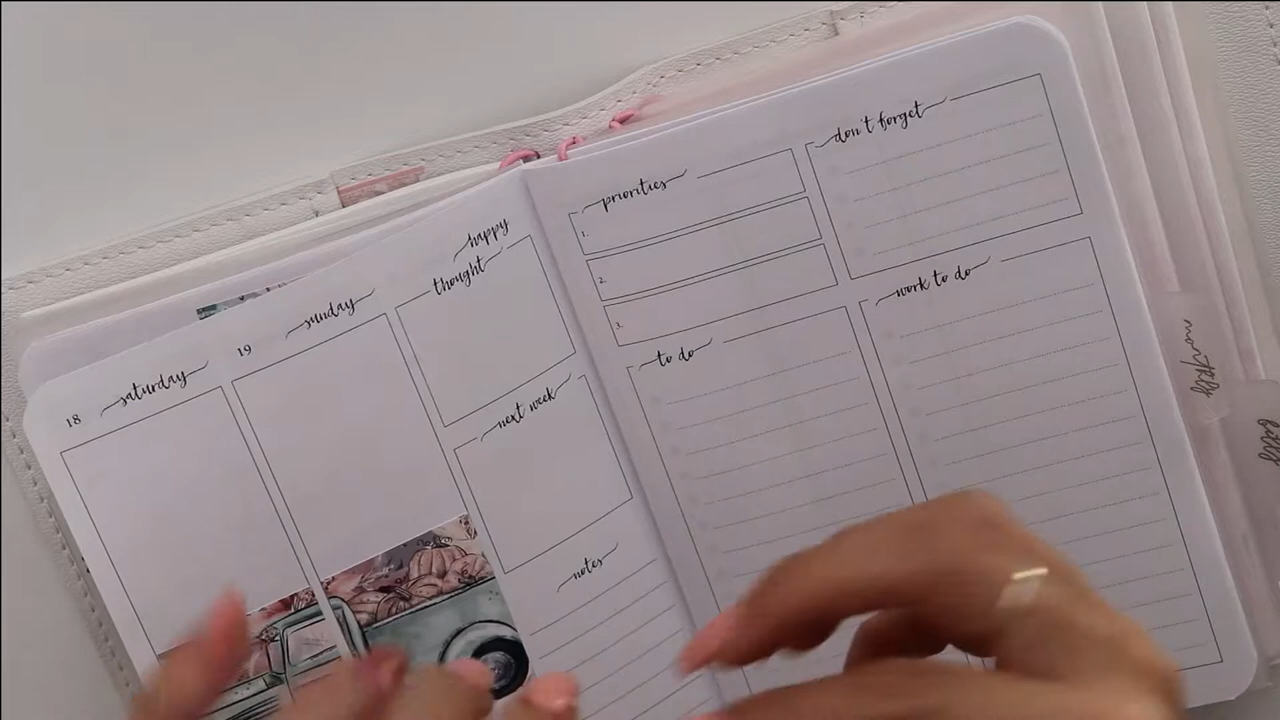 18 saturday
19 sunday
happy
thought
next week
notes
priorities
1.
2.
3.
don't forget
to do
work to do
monthly